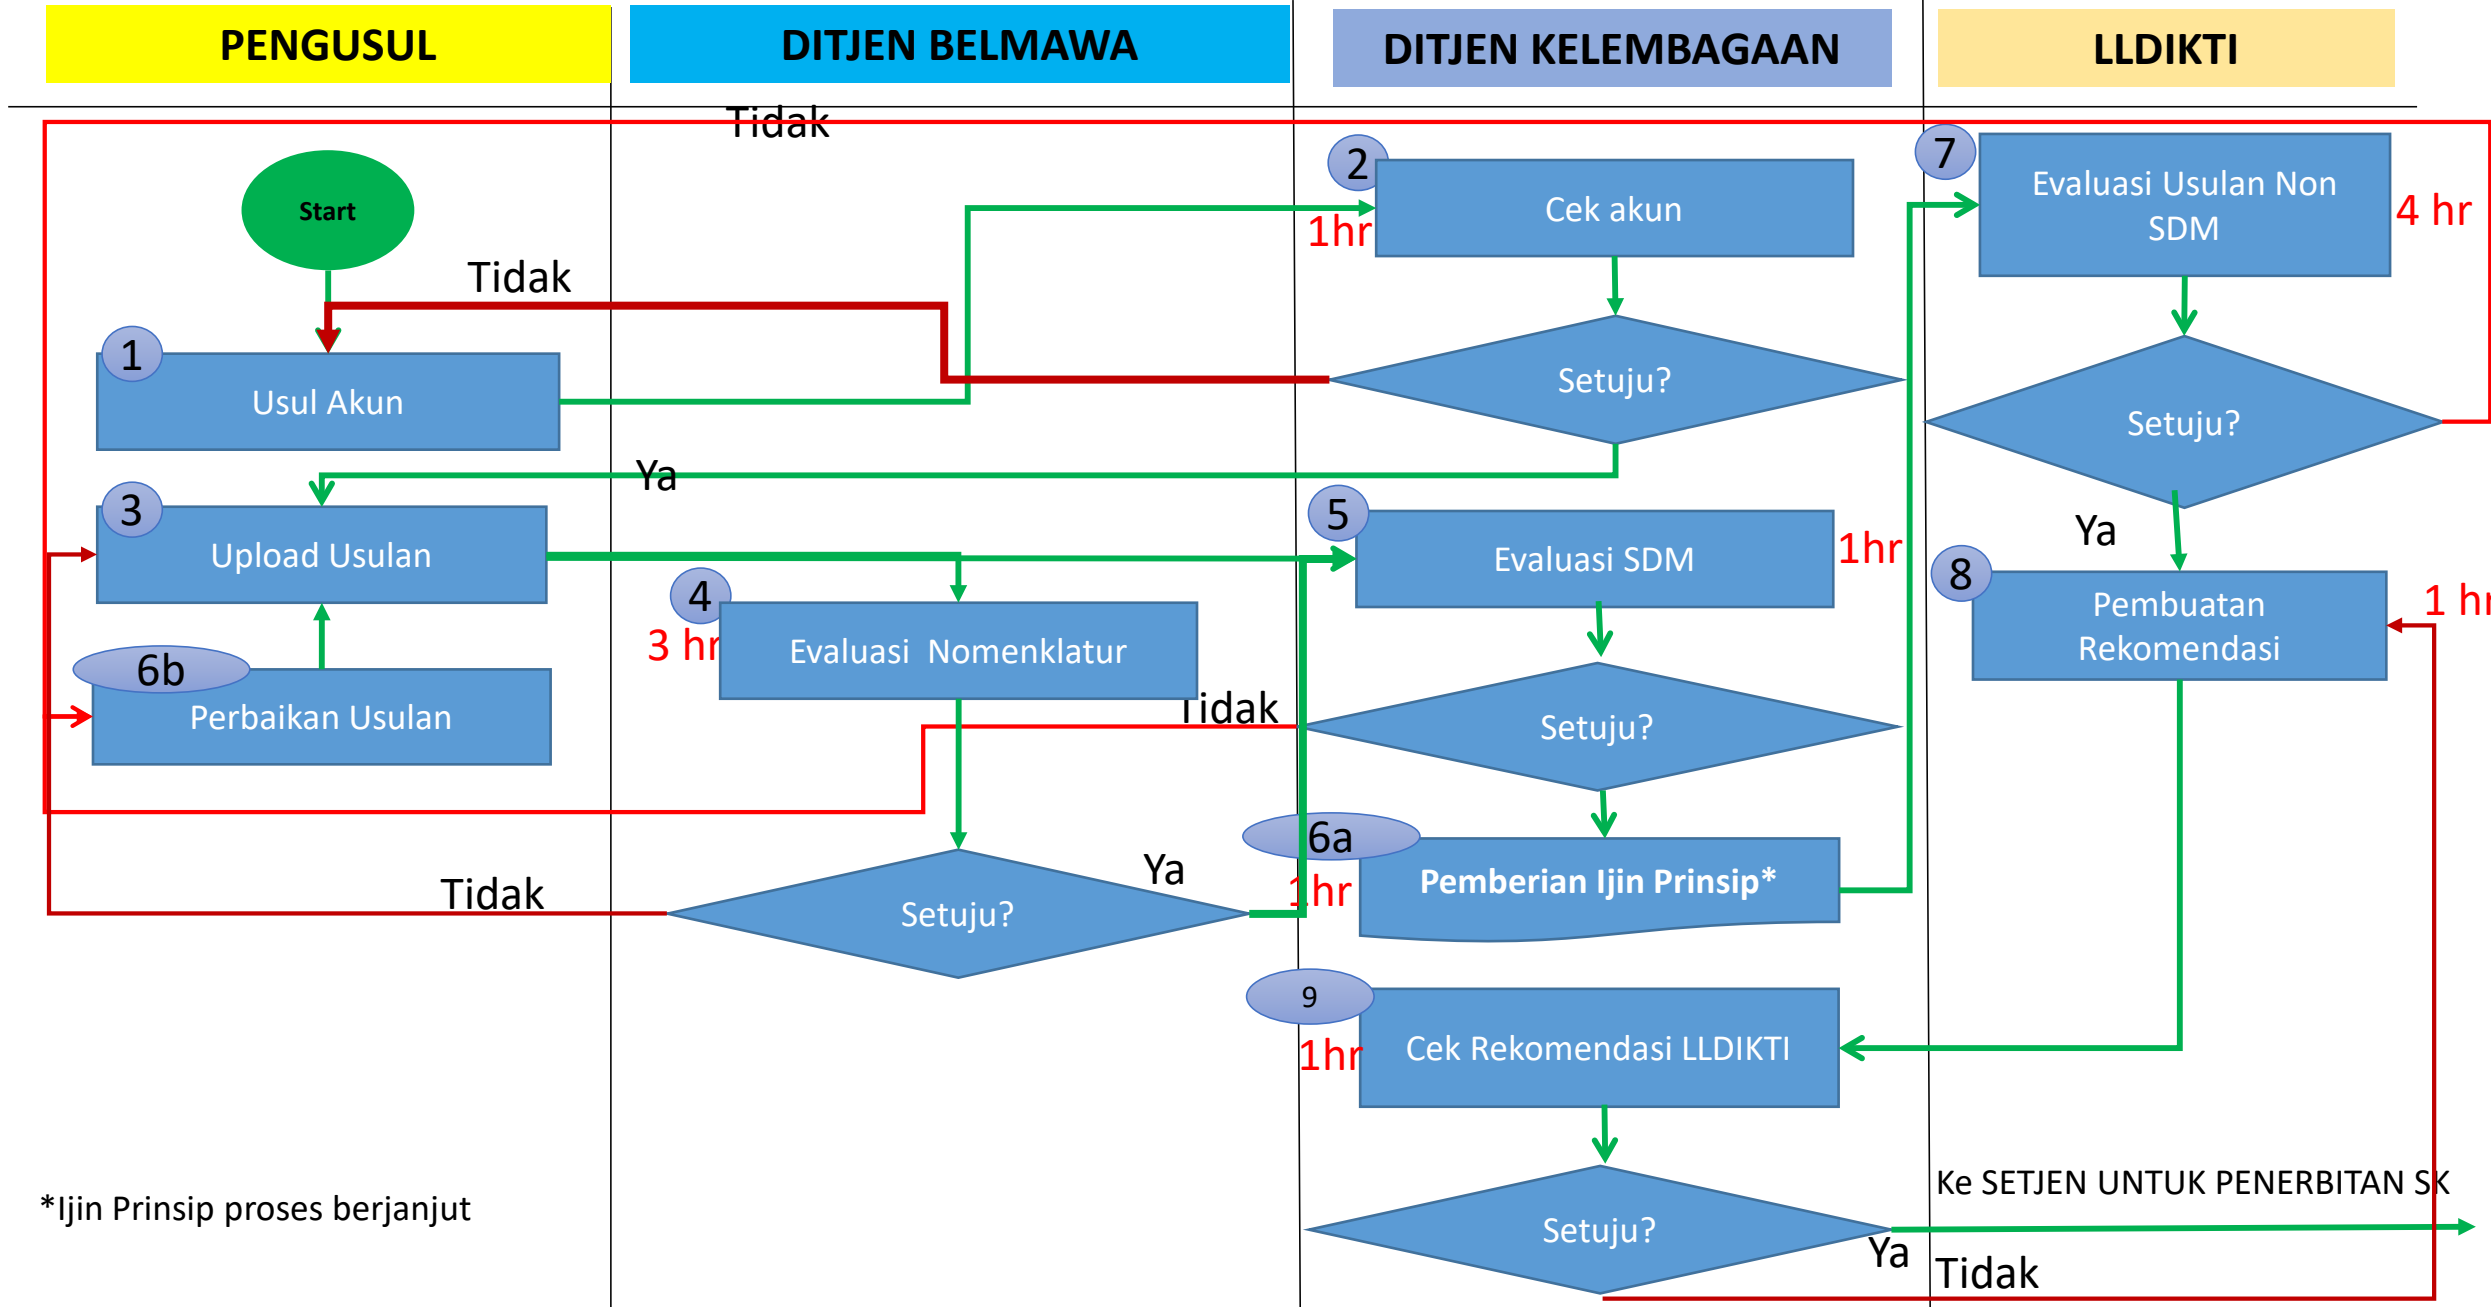 PENGUSUL
DITJEN BELMAWA
DITJEN KELEMBAGAAN
LLDIKTI
Tidak
Start
2
Cek akun
1hr
7
Evaluasi Usulan Non
SDM
4 hr
Tidak
1
Usul Akun
Setuju?
Setuju?
Ya
3
Upload Usulan
5
Evaluasi SDM
1hr
Ya
4
3 hr
Evaluasi  Nomenklatur
8
Pembuatan
Rekomendasi
1 hr
6b
Perbaikan Usulan
Tidak
Setuju?
6a
1hr
Pemberian Ijin Prinsip*
Tidak
Setuju?
Ya
9
1hr
Cek Rekomendasi LLDIKTI
*Ijin Prinsip proses berjanjut
Setuju?
Ke SETJEN UNTUK PENERBITAN SK
Ya
Tidak